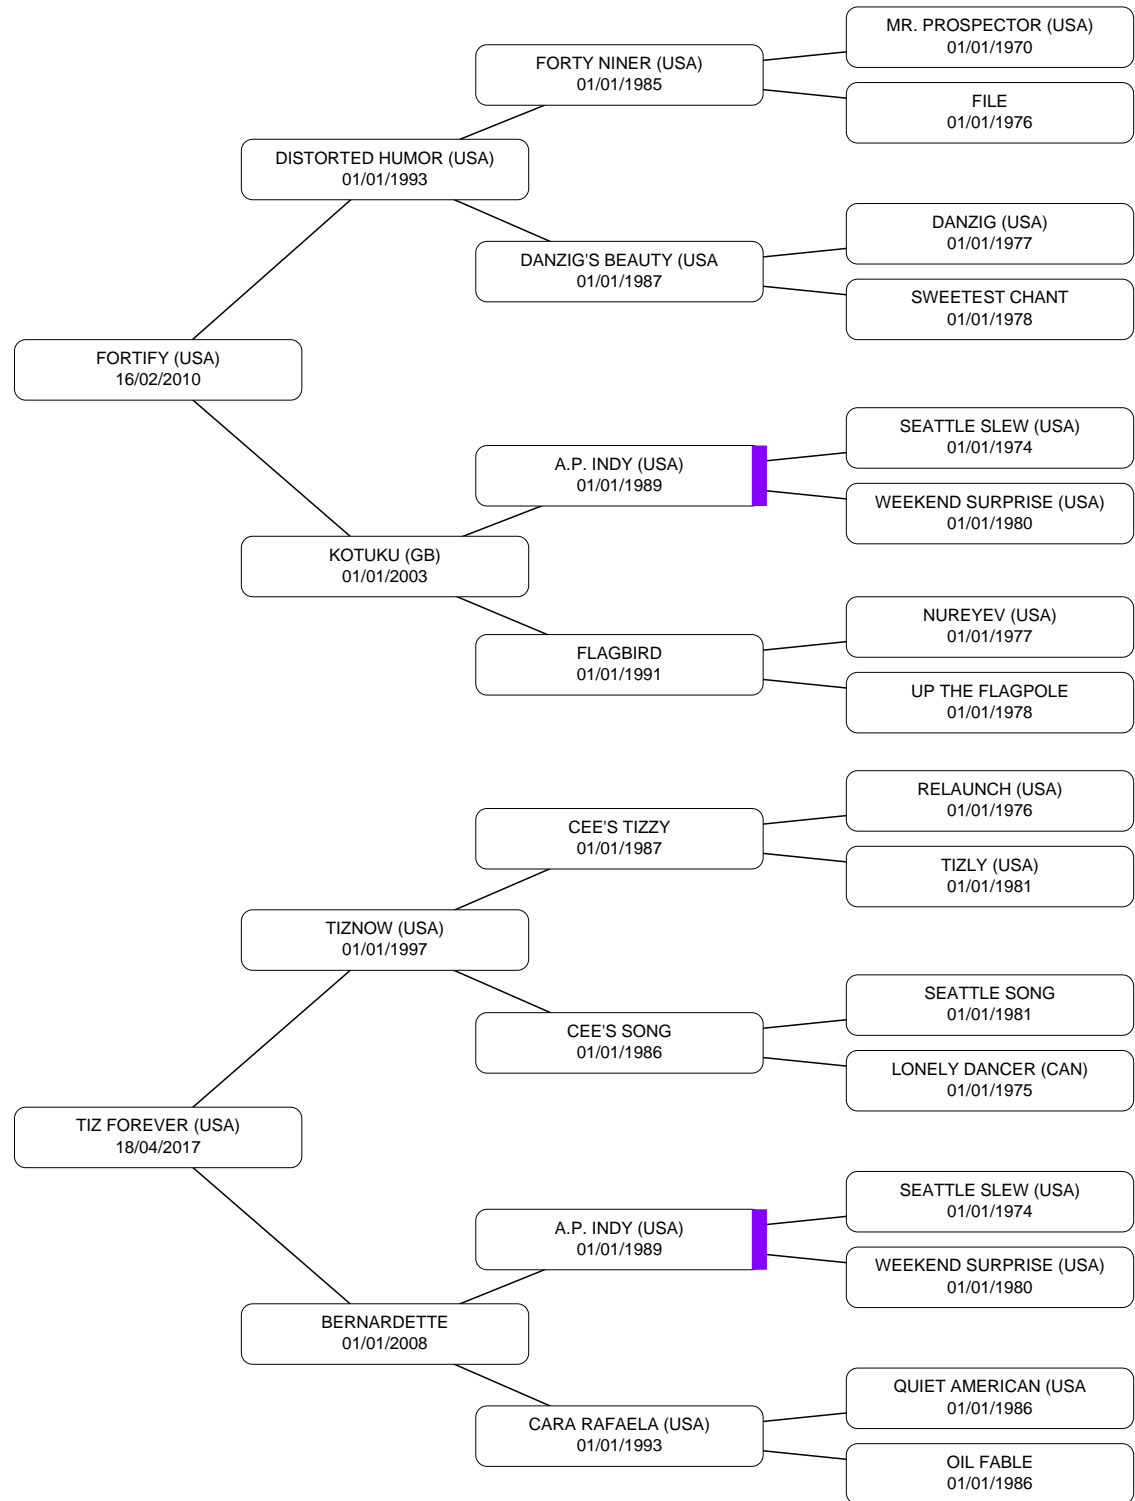 MR. PROSPECTOR (USA)
01/01/1970
FORTY NINER (USA)
01/01/1985
FILE
01/01/1976
DISTORTED HUMOR (USA)
01/01/1993
DANZIG (USA)
01/01/1977
DANZIG'S BEAUTY (USA
01/01/1987
SWEETEST CHANT
01/01/1978
FORTIFY (USA)
16/02/2010
SEATTLE SLEW (USA)
01/01/1974
A.P. INDY (USA)
01/01/1989
WEEKEND SURPRISE (USA)
01/01/1980
KOTUKU (GB)
01/01/2003
NUREYEV (USA)
01/01/1977
FLAGBIRD
01/01/1991
UP THE FLAGPOLE
01/01/1978
RELAUNCH (USA)
01/01/1976
CEE'S TIZZY
01/01/1987
TIZLY (USA)
01/01/1981
TIZNOW (USA)
01/01/1997
SEATTLE SONG
01/01/1981
CEE'S SONG
01/01/1986
LONELY DANCER (CAN)
01/01/1975
TIZ FOREVER (USA)
18/04/2017
SEATTLE SLEW (USA)
01/01/1974
A.P. INDY (USA)
01/01/1989
WEEKEND SURPRISE (USA)
01/01/1980
BERNARDETTE
01/01/2008
QUIET AMERICAN (USA
01/01/1986
CARA RAFAELA (USA)
01/01/1993
OIL FABLE
01/01/1986